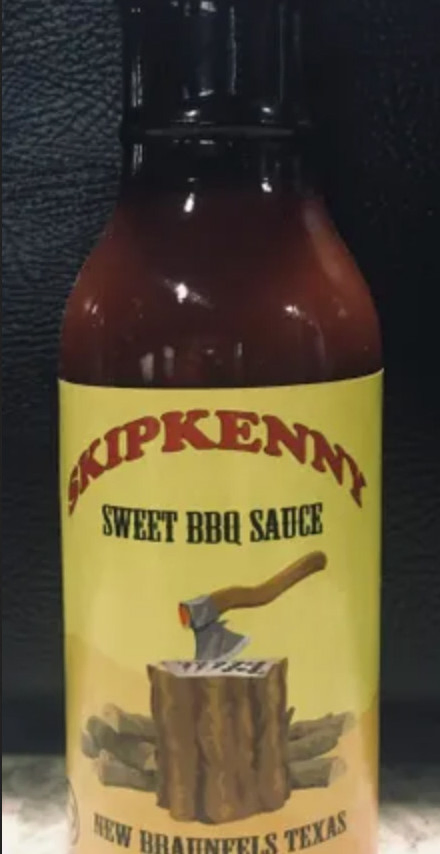 SKIPKENNY
SWEET BBQ SAUCE
NEW BRAUNFELS TEXAS